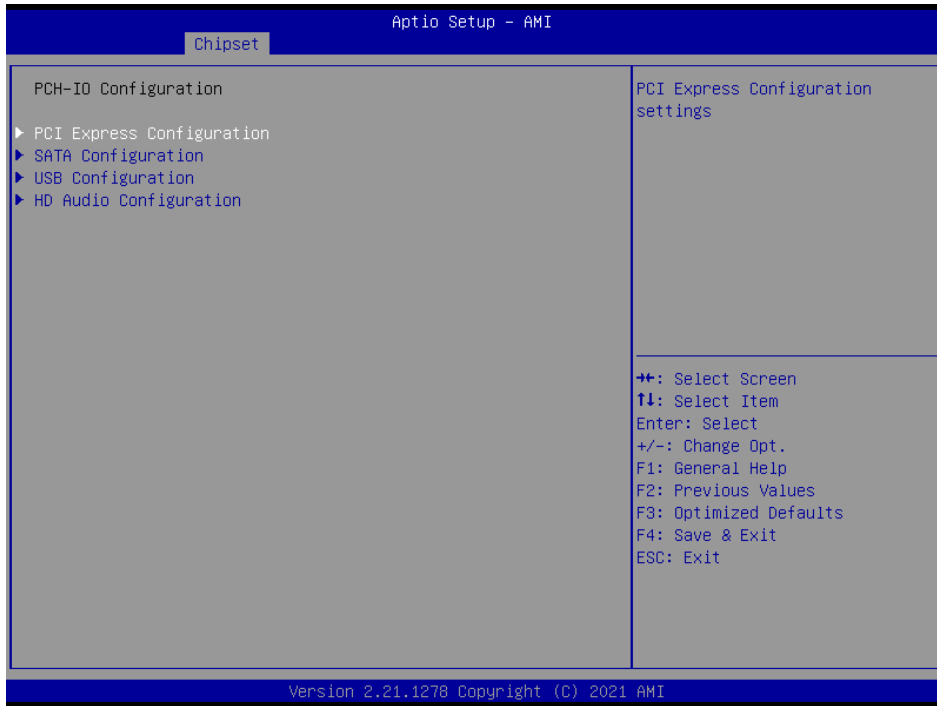 Aptio Setup – AMI
Chipset
PCH-IO Configuration
▶ PCI Express Configuration
▶ SATA Configuration
▶ USB Configuration
▶ HD Audio Configuration
PCI Express Configuration
settings
→←: Select Screen
↑↓: Select Item
Enter: Select
+/-: Change Opt.
F1: General Help
F2: Previous Values
F3: Optimized Defaults
F4: Save & Exit
ESC: Exit
Version 2.21.1278 Copyright (C) 2021 AMI